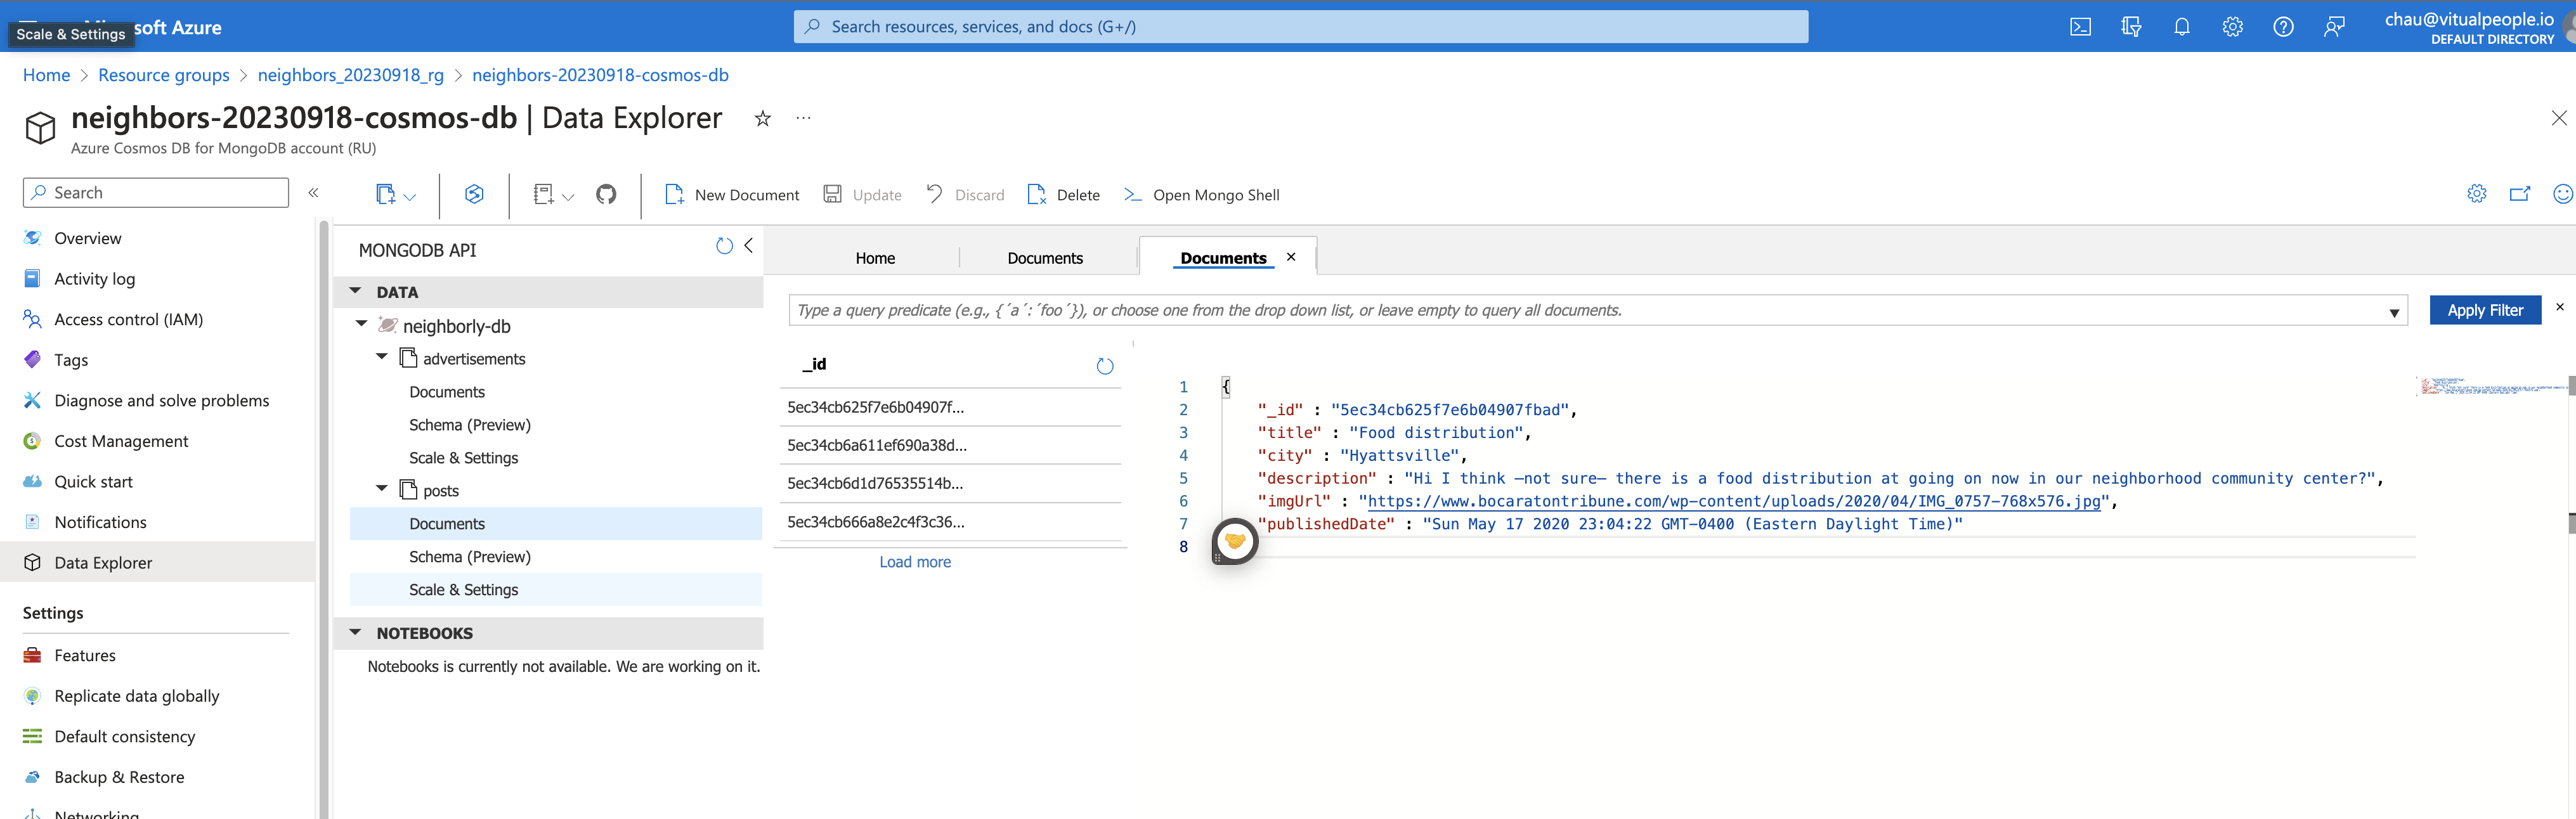 Scale & Settings
soft Azure
Search resources, services, and docs (G+/)
chau@vitualpeople.io
DEFAULT DIRECTORY
Home > Resource groups > neighbors_20230918_rg > neighbors-20230918-cosmos-db
neighbors-20230918-cosmos-db | Data Explorer
Azure Cosmos DB for MongoDB account (RU)
Search
New Document
Update
Discard
Delete
Open Mongo Shell
Overview
Activity log
Access control (IAM)
Tags
Diagnose and solve problems
Cost Management
Quick start
Notifications
Data Explorer
Settings
Features
Replicate data globally
Default consistency
Backup & Restore
Networking
MONGODB API
DATA
neighborly-db
advertisements
Documents
Schema (Preview)
Scale & Settings
posts
Documents
Schema (Preview)
Scale & Settings
NOTEBOOKS
Notebooks is currently not available. We are working on it.
Home
Documents
Documents
Type a query predicate (e.g., {´a´:´foo´}), or choose one from the drop down list, or leave empty to query all documents.
Apply Filter
_id
5ec34cb625f7e6b04907f...
5ec34cb6a611ef690a38d...
5ec34cb6d1d76535514b...
5ec34cb666a8e2c4f3c36...
Load more
1 {
2 "_id" : "5ec34cb625f7e6b04907fbad",
3 "title" : "Food distribution",
4 "city" : "Hyattsville",
5 "description" : "Hi I think —not sure— there is a food distribution at going on now in our neighborhood community center?",
6 "imgUrl" : "https://www.bocaratontribune.com/wp-content/uploads/2020/04/IMG_0757-768x576.jpg",
7 "publishedDate" : "Sun May 17 2020 23:04:22 GMT-0400 (Eastern Daylight Time)"
8